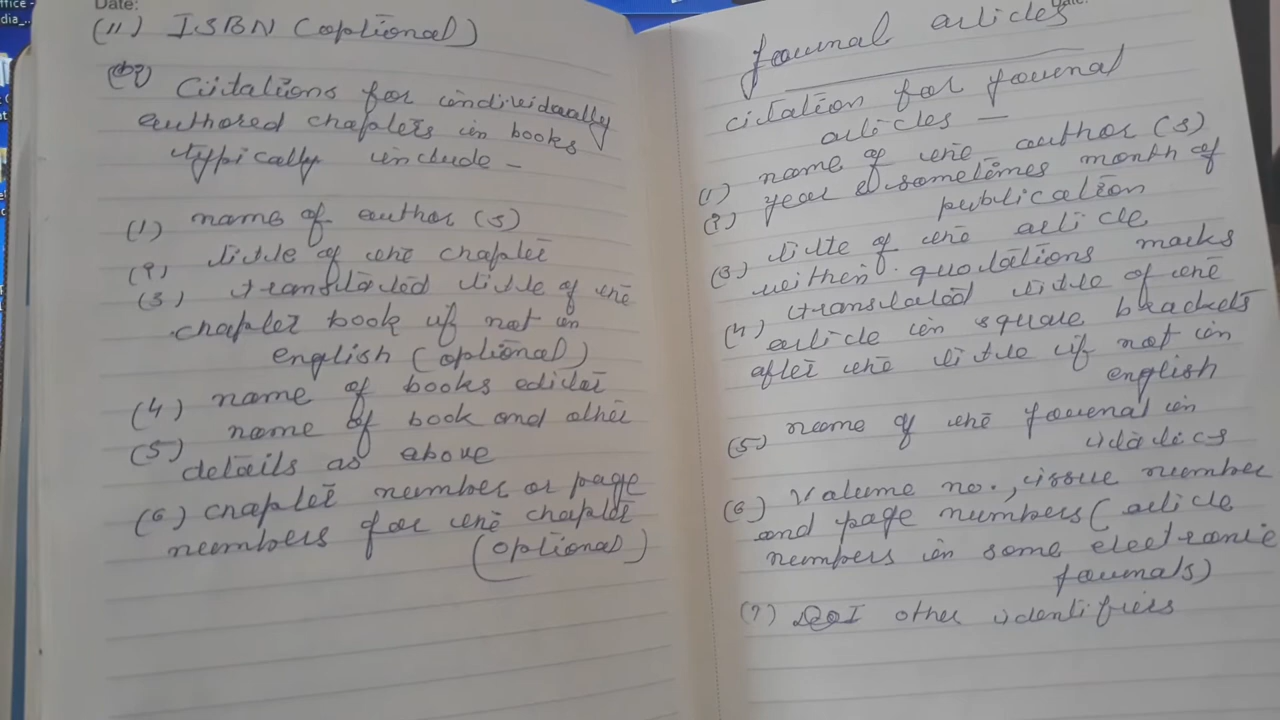 Date:
(11) ISBN (optional)
Citations for individually
authored chapters in books
typically include -
(1) name of author (s)
(2) title of the chapter
(3) translated title of the
chapter book if not in
english (optional)
(4) name of books editor
(5) name of book and other
details as above
(6) chapter number or page
numbers for the chapter
(optional)
Journal articles
citation for journal
articles —
(1) name of the author (s)
(2) year & sometimes month of
publication
(3) title of the article
within quotations marks
(4) translated title of the
article in square brackets
after the title if not in
english
(5) name of the journal in
italics
(6) Valume no., issue number
and page numbers (article
numbers in some electronic
journals)
(7) DOI other identifiers